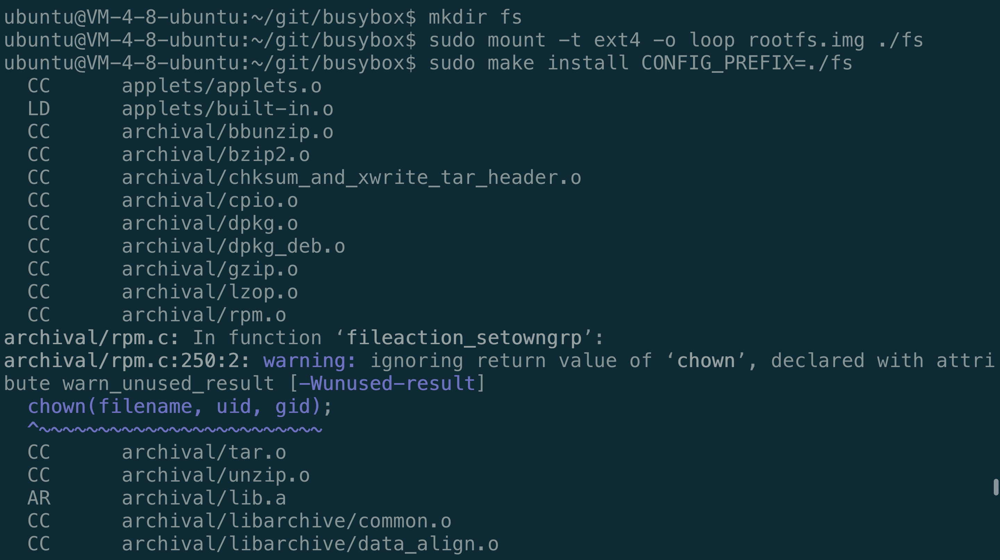 ubuntu@VM-4-8-ubuntu:~/git/busybox$ mkdir fs
ubuntu@VM-4-8-ubuntu:~/git/busybox$ sudo mount -t ext4 -o loop rootfs.img ./fs
ubuntu@VM-4-8-ubuntu:~/git/busybox$ sudo make install CONFIG_PREFIX=./fs
  CC      applets/applets.o
  LD      applets/built-in.o
  CC      archival/bbunzip.o
  CC      archival/bzip2.o
  CC      archival/chksum_and_xwrite_tar_header.o
  CC      archival/cpio.o
  CC      archival/dpkg.o
  CC      archival/dpkg_deb.o
  CC      archival/gzip.o
  CC      archival/lzop.o
  CC      archival/rpm.o
archival/rpm.c: In function ‘fileaction_setowngrp’:
archival/rpm.c:250:2: warning: ignoring return value of ‘chown’, declared with attri
bute warn_unused_result [-Wunused-result]
  chown(filename, uid, gid);
  ^~~~~~~~~~~~~~~~~~~~~~~~~
  CC      archival/tar.o
  CC      archival/unzip.o
  AR      archival/lib.a
  CC      archival/libarchive/common.o
  CC      archival/libarchive/data_align.o